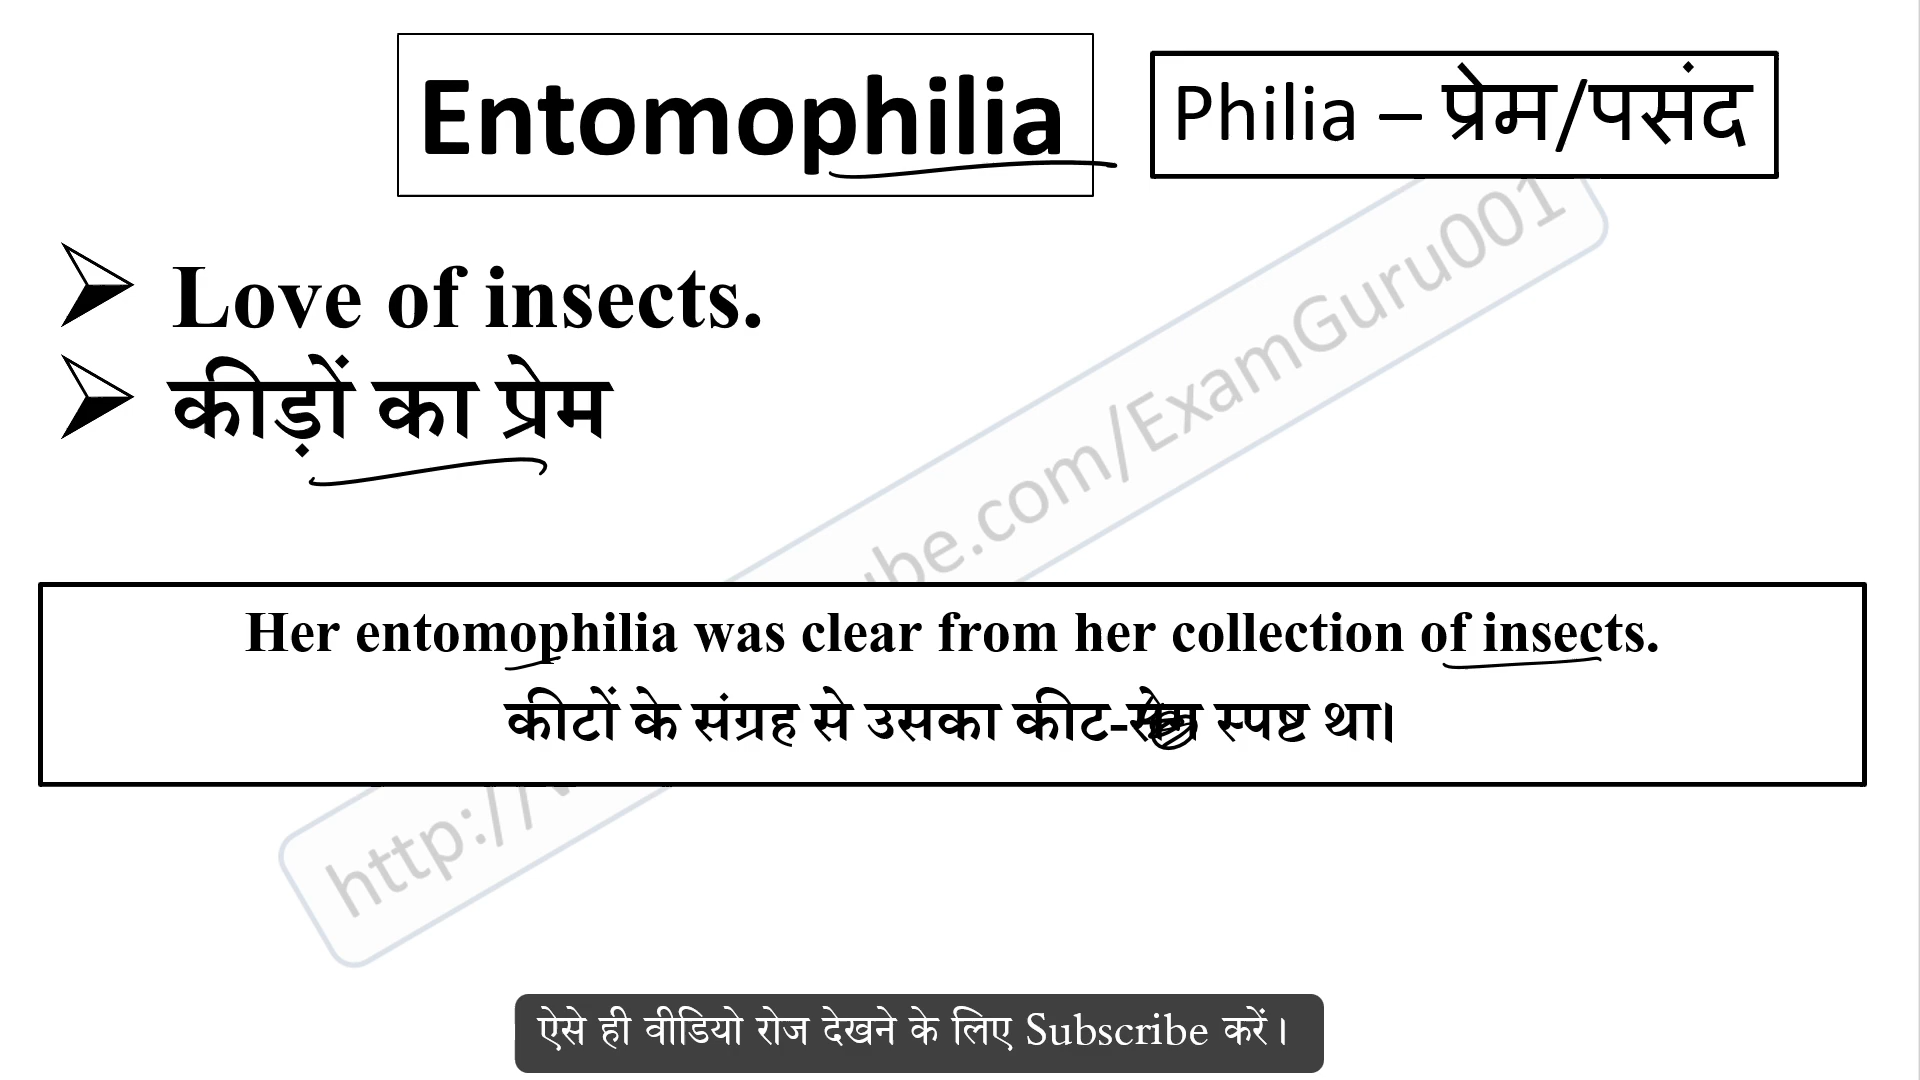 Entomophilia
Philia – प्रेम/पसंद
Love of insects.
कीड़ों का प्रेम
Her entomophilia was clear from her collection of insects.
कीटों के संग्रह से उसका कीट- स्पष्ट था।
http://
be.com/ExamGuru001
ऐसे ही वीडियो रोज देखने के लिए Subscribe करें।